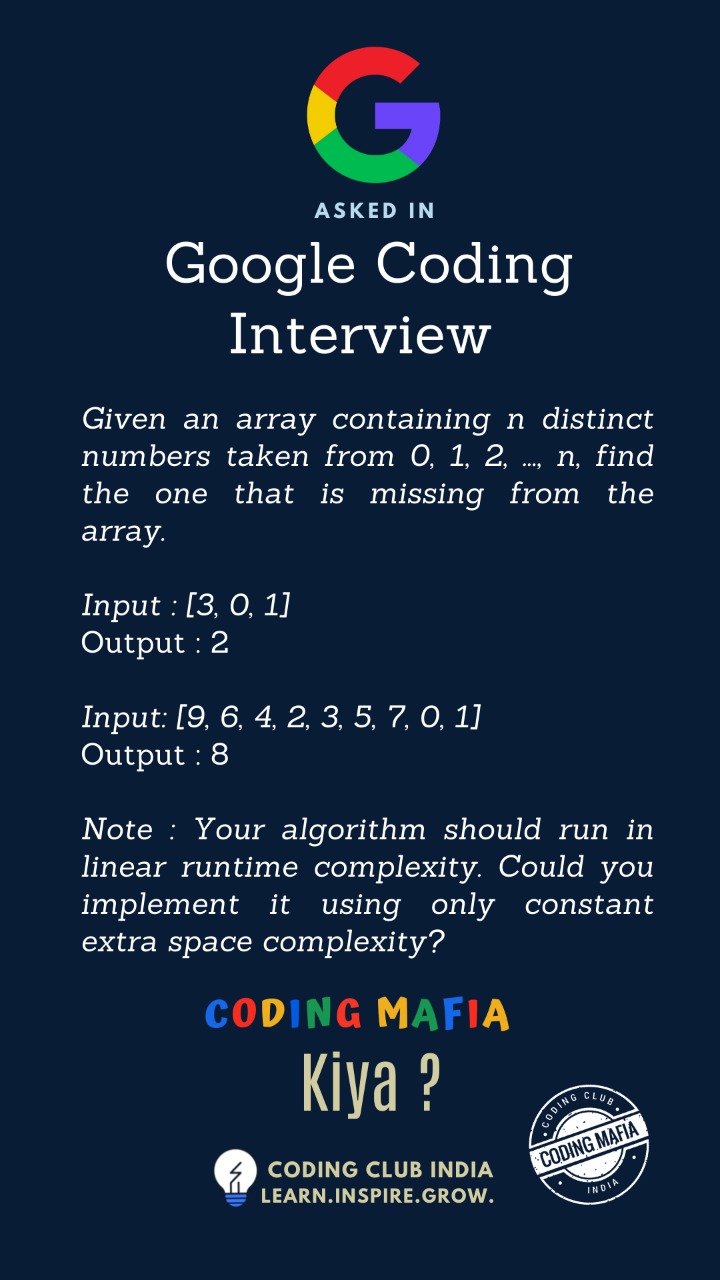 G
ASKED IN
Google Coding
Interview
Given an array containing n distinct
numbers taken from 0, 1, 2, ..., n, find
the one that is missing from the
array.
Input : [3, 0, 1]
Output : 2
Input: [9, 6, 4, 2, 3, 5, 7, 0, 1]
Output : 8
Note : Your algorithm should run in
linear runtime complexity. Could you
implement it using only constant
extra space complexity?
CODING MAFIA
Kiya ?
CODING CLUB INDIA
LEARN.INSPIRE.GROW.
CODING CLUB
CODING MAFIA
INDIA